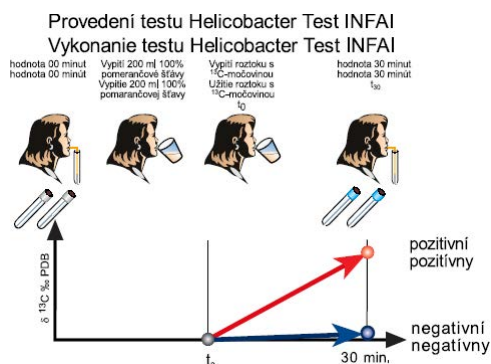 Provedení testu Helicobacter Test INFAI
Vykonanie testu Helicobacter Test INFAI
hodnota 00 minut
hodnota 00 minút
Vypití 200 ml 100%
pomerančové šťávy
Vypitie 200 ml 100%
pomarančovej šťavy
Vypití roztoku s
¹³C-močovinou
Užitie roztoku s
¹³C-močovinou
t0
hodnota 30 minut
hodnota 30 minút
t30
δ ¹³C ‰ PDB
pozitivní
pozitívny
negativní
negatívny
30 min,